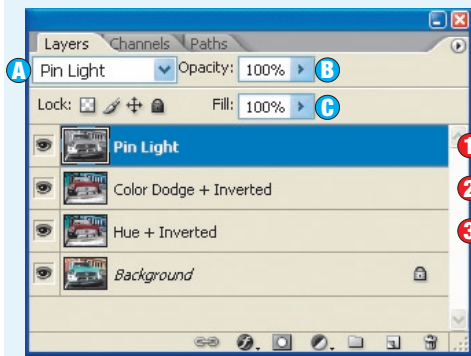 Layers Channels Paths
A Pin Light Opacity: 100% B
Lock: Fill: 100% C
Pin Light 1
Color Dodge + Inverted 2
Hue + Inverted 3
Background